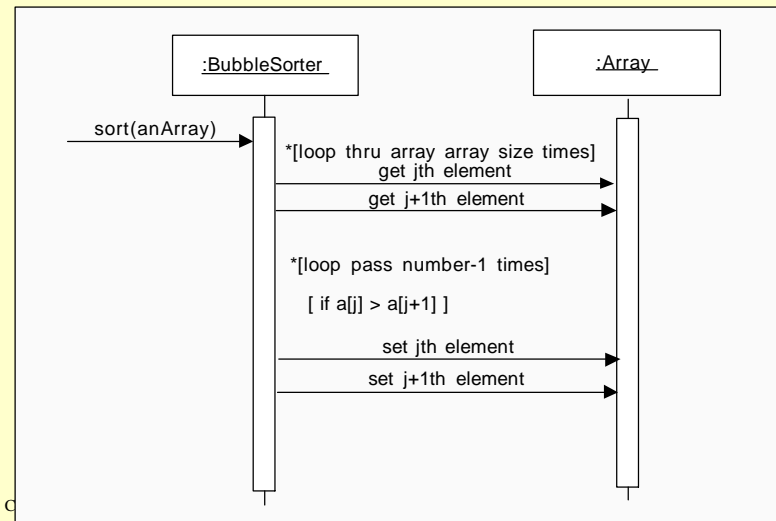 :BubbleSorter
:Array
sort(anArray)
*[loop thru array array size times]
get jth element
get j+1th element
*[loop pass number-1 times]
[ if a[j] > a[j+1] ]
set jth element
set j+1th element
C